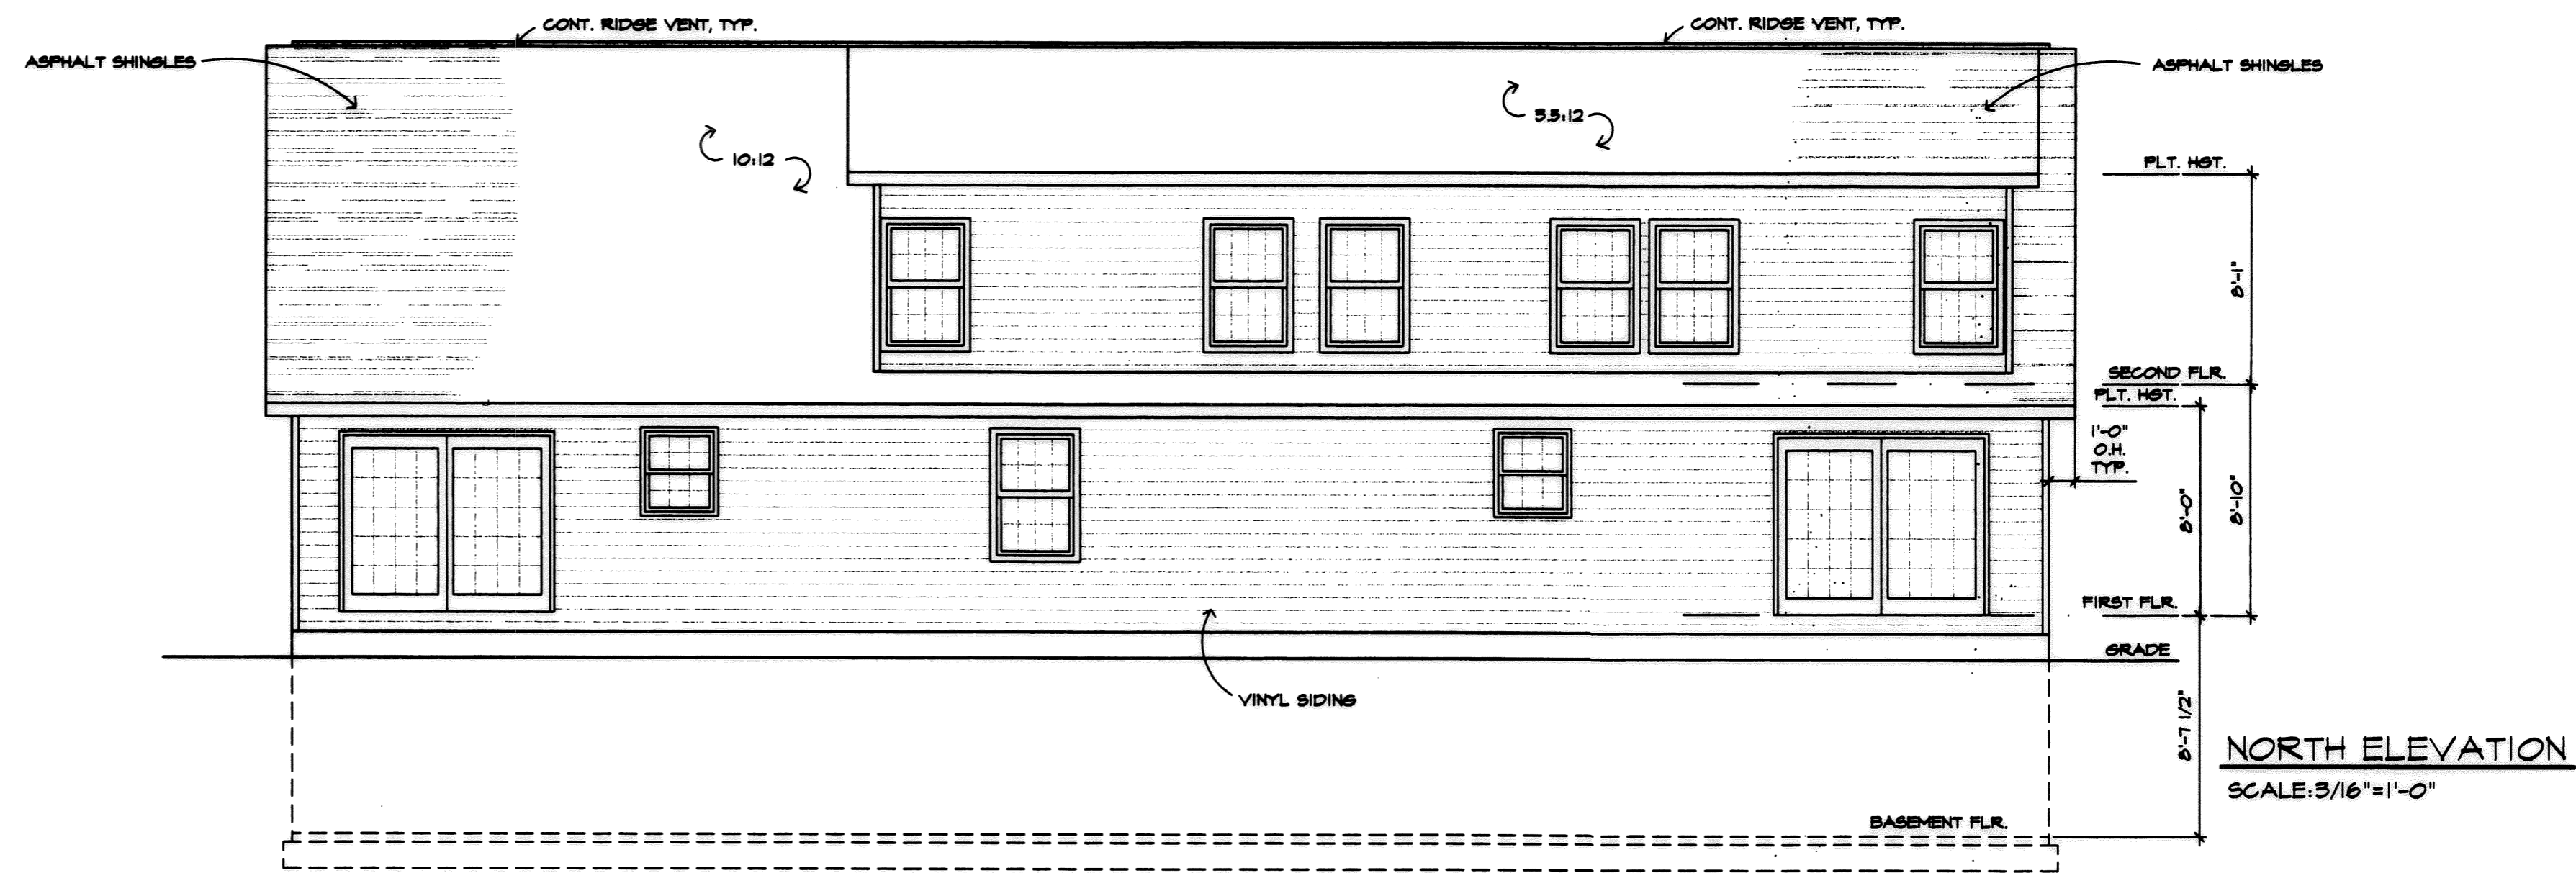 CONT. RIDGE VENT, TYP.
CONT. RIDGE VENT, TYP.
ASPHALT SHINGLES
ASPHALT SHINGLES
3.5:12
10:12
PLT. HGT.
8'-1"
SECOND FLR.
PLT. HGT.
1'-0"
O.H.
TYP.
8'-0"
8'-10"
FIRST FLR.
GRADE
VINYL SIDING
8'-7 1/2"
NORTH ELEVATION
SCALE:3/16"=1'-0"
BASEMENT FLR.